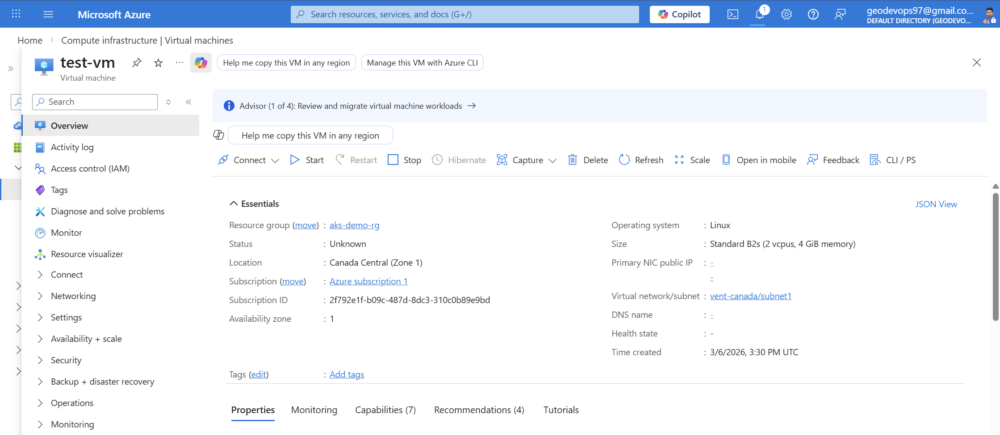 Microsoft Azure
Search resources, services, and docs (G+/)
Copilot
1
geodevops97@gmail.co...
DEFAULT DIRECTORY (GEODEVO...
Home > Compute infrastructure | Virtual machines
test-vm
Virtual machine
Help me copy this VM in any region
Manage this VM with Azure CLI
Search
Overview
Activity log
Access control (IAM)
Tags
Diagnose and solve problems
Monitor
Resource visualizer
Connect
Networking
Settings
Availability + scale
Security
Backup + disaster recovery
Operations
Monitoring
Advisor (1 of 4): Review and migrate virtual machine workloads →
Help me copy this VM in any region
Connect Start Restart Stop Hibernate Capture Delete Refresh Scale Open in mobile Feedback CLI / PS
Essentials
JSON View
Resource group (move) : aks-demo-rg
Status : Unknown
Location : Canada Central (Zone 1)
Subscription (move) : Azure subscription 1
Subscription ID : 2f792e1f-b09c-487d-8dc3-310c0b89e9bd
Availability zone : 1
Operating system : Linux
Size : Standard B2s (2 vcpus, 4 GiB memory)
Primary NIC public IP : -
-
Virtual network/subnet : vent-canada/subnet1
DNS name : -
Health state : -
Time created : 3/6/2026, 3:30 PM UTC
Tags (edit) : Add tags
Properties Monitoring Capabilities (7) Recommendations (4) Tutorials